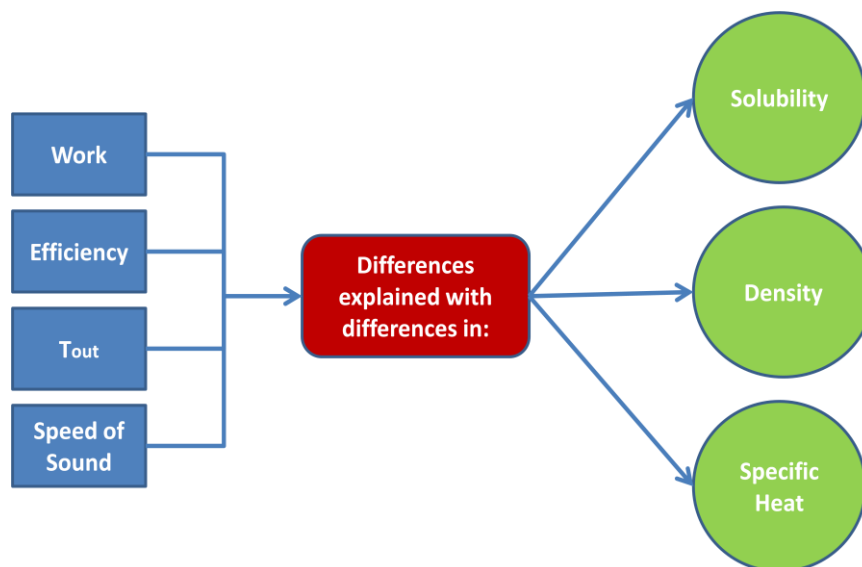 Work
Efficiency
Tout
Speed of
Sound
Differences
explained with
differences in:
Solubility
Density
Specific
Heat